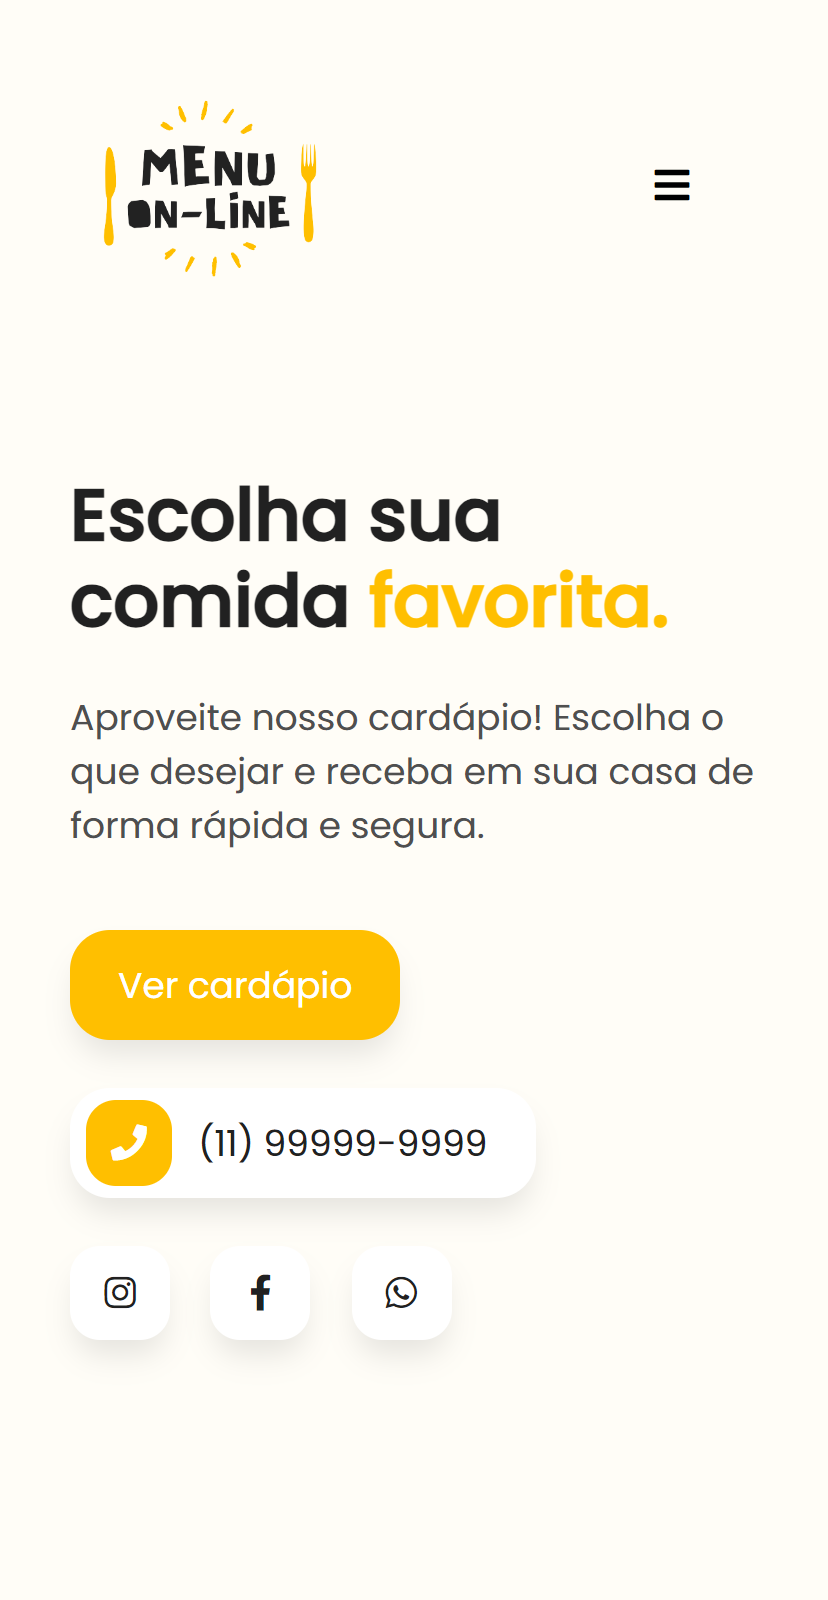 MENU
ON-LINE
Escolha sua
comida favorita.
Aproveite nosso cardápio! Escolha o
que desejar e receba em sua casa de
forma rápida e segura.
Ver cardápio
(11) 99999-9999